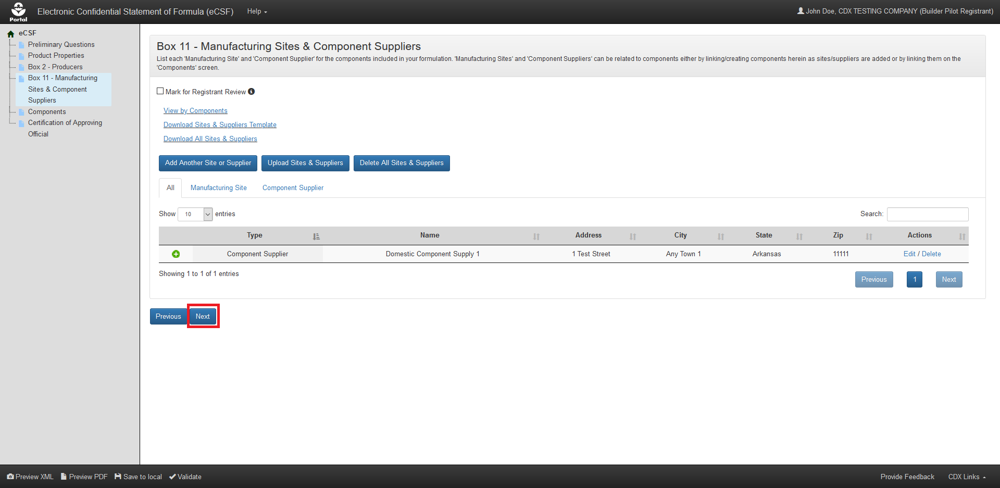 Portal
Electronic Confidential Statement of Formula (eCSF)
Help
John Doe, CDX TESTING COMPANY (Builder Pilot Registrant)
eCSF
Preliminary Questions
Product Properties
Box 2 - Producers
Box 11 - Manufacturing
Sites & Component
Suppliers
Components
Certification of Approving
Official
Box 11 - Manufacturing Sites & Component Suppliers
List each 'Manufacturing Site' and 'Component Supplier' for the components included in your formulation. 'Manufacturing Sites' and 'Component Suppliers' can be related to components either by linking/creating components herein as sites/suppliers are added or by linking them on the
'Components' screen.
Mark for Registrant Review
View by Components
Download Sites & Suppliers Template
Download All Sites & Suppliers
Add Another Site or Supplier Upload Sites & Suppliers Delete All Sites & Suppliers
All Manufacturing Site Component Supplier
Show 10 entries Search:
Type Name Address City State Zip Actions
Component Supplier Domestic Component Supply 1 1 Test Street Any Town 1 Arkansas 11111 Edit / Delete
Showing 1 to 1 of 1 entries
Previous 1 Next
Previous Next
Preview XML Preview PDF Save to local Validate
Provide Feedback CDX Links